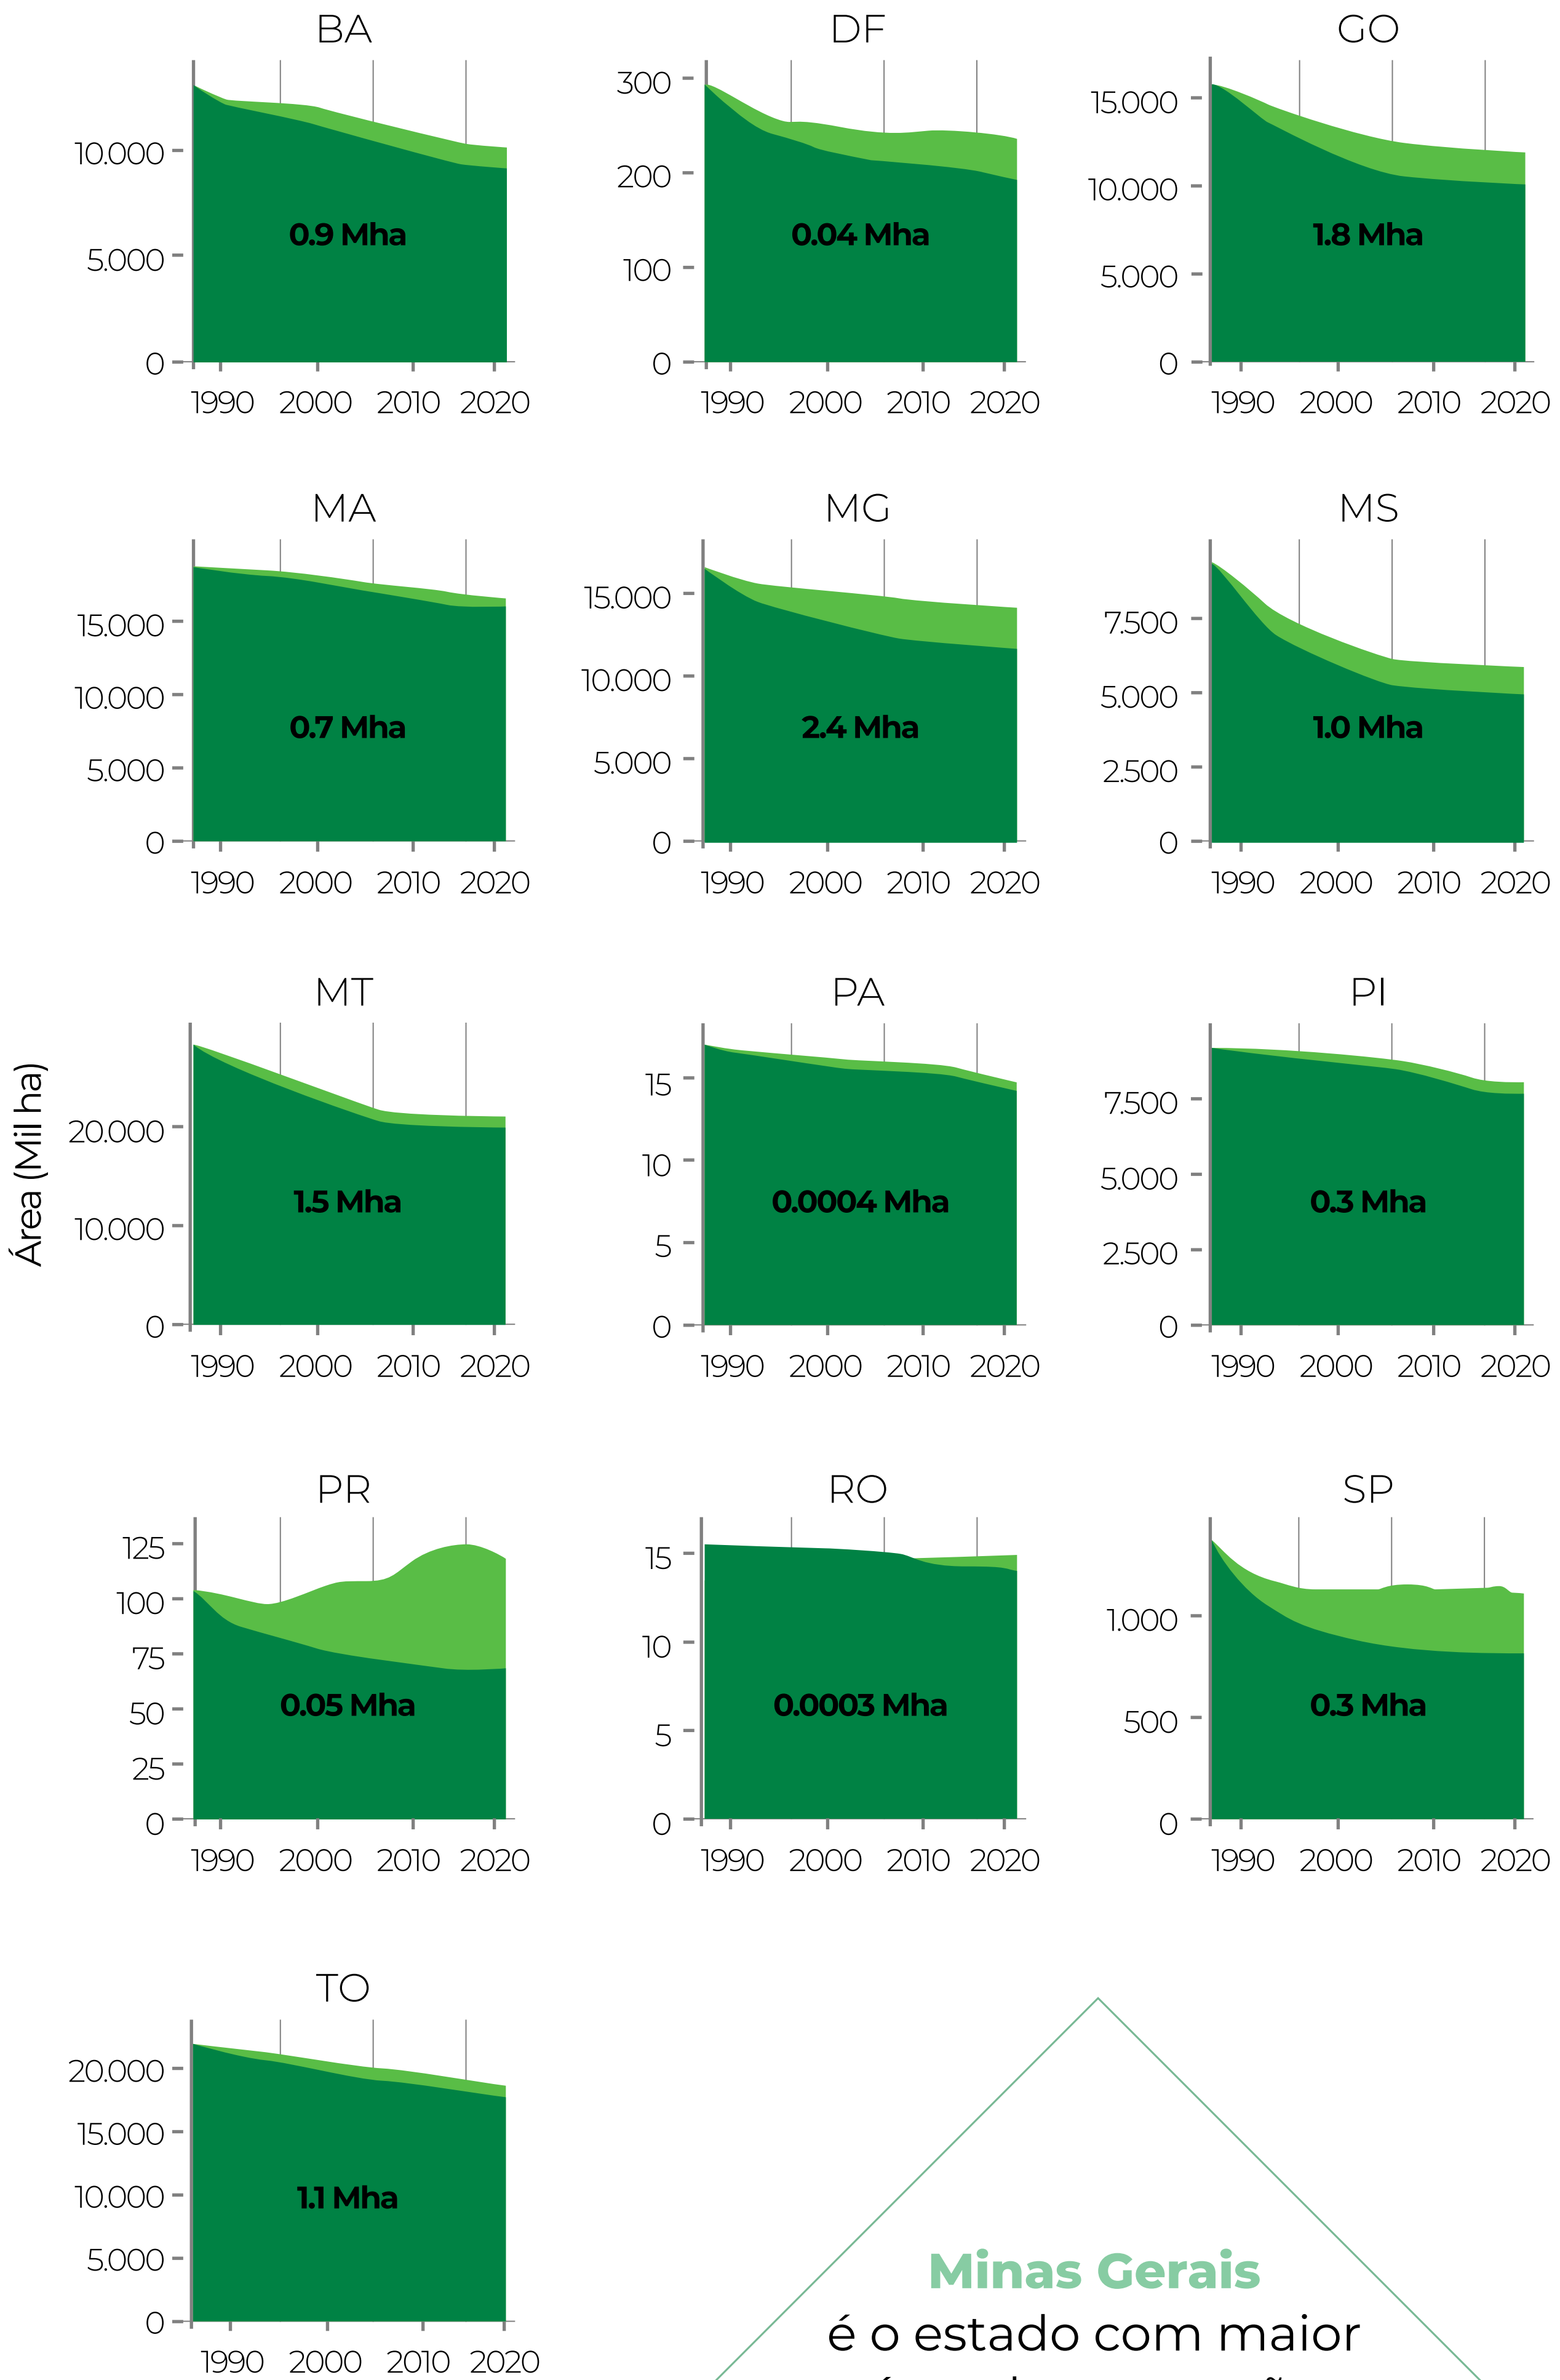 BA
10.000
5.000
0
0.9 Mha
1990 2000 2010 2020
DF
300
200
100
0
0.04 Mha
1990 2000 2010 2020
GO
15.000
10.000
5.000
0
1.8 Mha
1990 2000 2010 2020
MA
15.000
10.000
5.000
0
0.7 Mha
1990 2000 2010 2020
MG
15.000
10.000
5.000
0
2.4 Mha
1990 2000 2010 2020
MS
7.500
5.000
2.500
0
1.0 Mha
1990 2000 2010 2020
Área (Mil ha)
MT
20.000
10.000
0
1.5 Mha
1990 2000 2010 2020
PA
15
10
5
0
0.0004 Mha
1990 2000 2010 2020
PI
7.500
5.000
2.500
0
0.3 Mha
1990 2000 2010 2020
PR
125
100
75
50
25
0
0.05 Mha
1990 2000 2010 2020
RO
15
10
5
0
0.0003 Mha
1990 2000 2010 2020
SP
1.000
500
0
0.3 Mha
1990 2000 2010 2020
TO
20.000
15.000
10.000
5.000
0
1.1 Mha
1990 2000 2010 2020
Minas Gerais
é o estado com maior